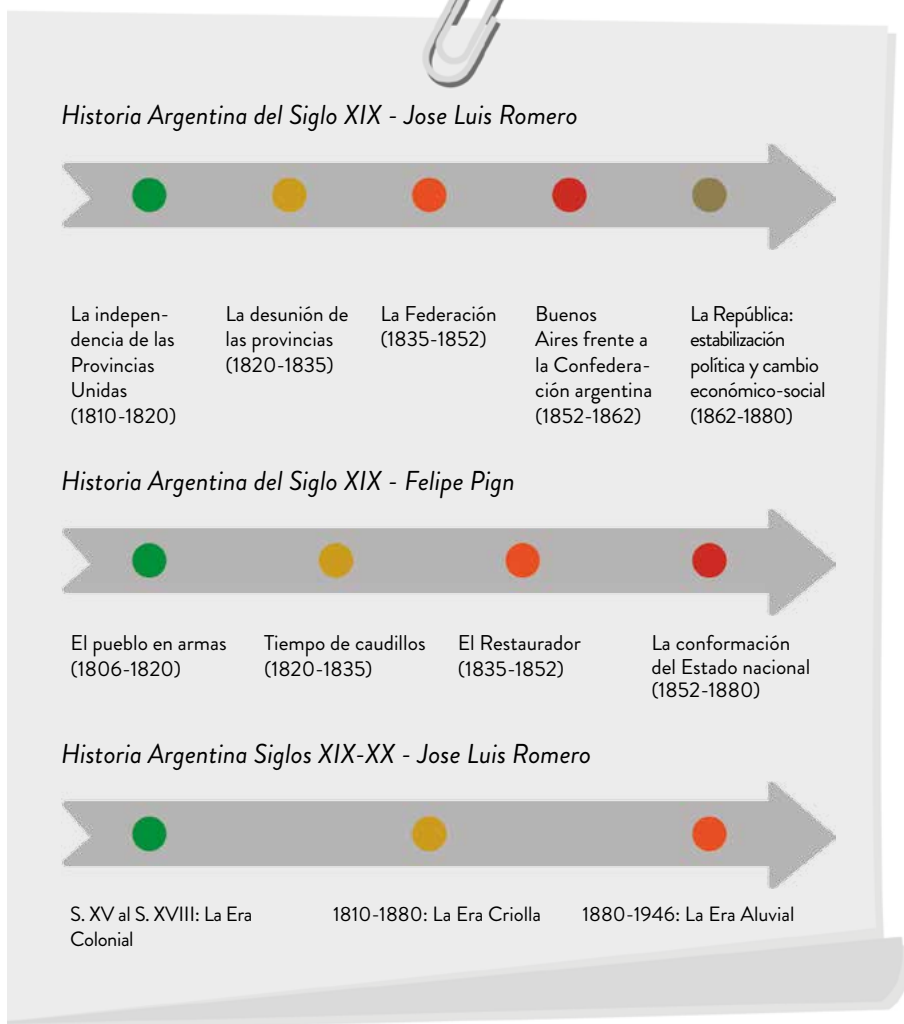 Historia Argentina del Siglo XIX - Jose Luis Romero
La indepen-
dencia de las
Provincias
Unidas
(1810-1820)
La desunión de
las provincias
(1820-1835)
La Federación
(1835-1852)
Buenos
Aires frente a
la Confedera-
ción argentina
(1852-1862)
La República:
estabilización
política y cambio
económico-social
(1862-1880)
Historia Argentina del Siglo XIX - Felipe Pign
El pueblo en armas
(1806-1820)
Tiempo de caudillos
(1820-1835)
El Restaurador
(1835-1852)
La conformación
del Estado nacional
(1852-1880)
Historia Argentina Siglos XIX-XX - Jose Luis Romero
S. XV al S. XVIII: La Era
Colonial
1810-1880: La Era Criolla
1880-1946: La Era Aluvial